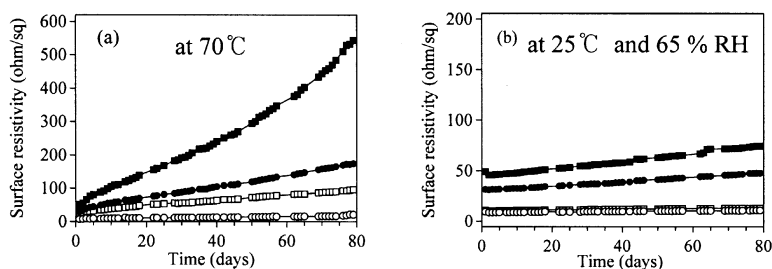 (a)
at 70℃
Surface resistivity (ohm/sq)
600
500
400
300
200
100
0
0
20
40
60
80
Time (days)
(b)
at 25℃ and 65 % RH
Surface resistivity (ohm/sq)
200
150
100
50
0
0
20
40
60
80
Time (days)